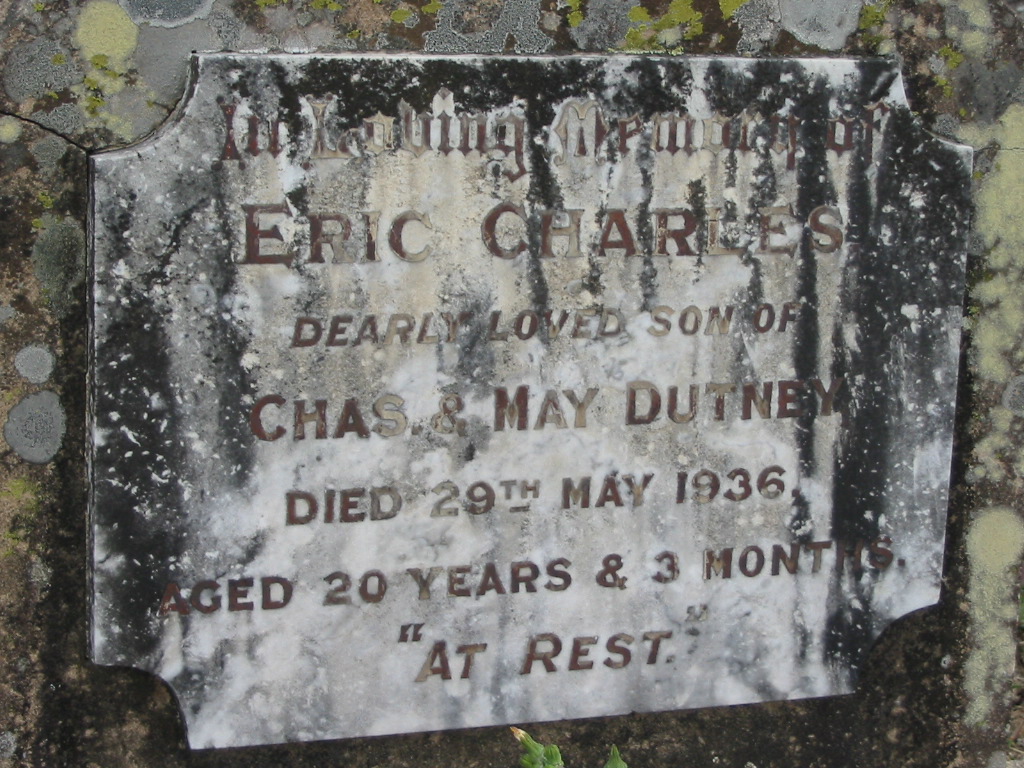 In Loving Memory of
ERIC CHARLES.
DEARLY LOVED SON OF
CHAS. & MAY DUTNEY,
DIED 29TH MAY 1936.
AGED 20 YEARS & 3 MONTHS.
"AT REST."